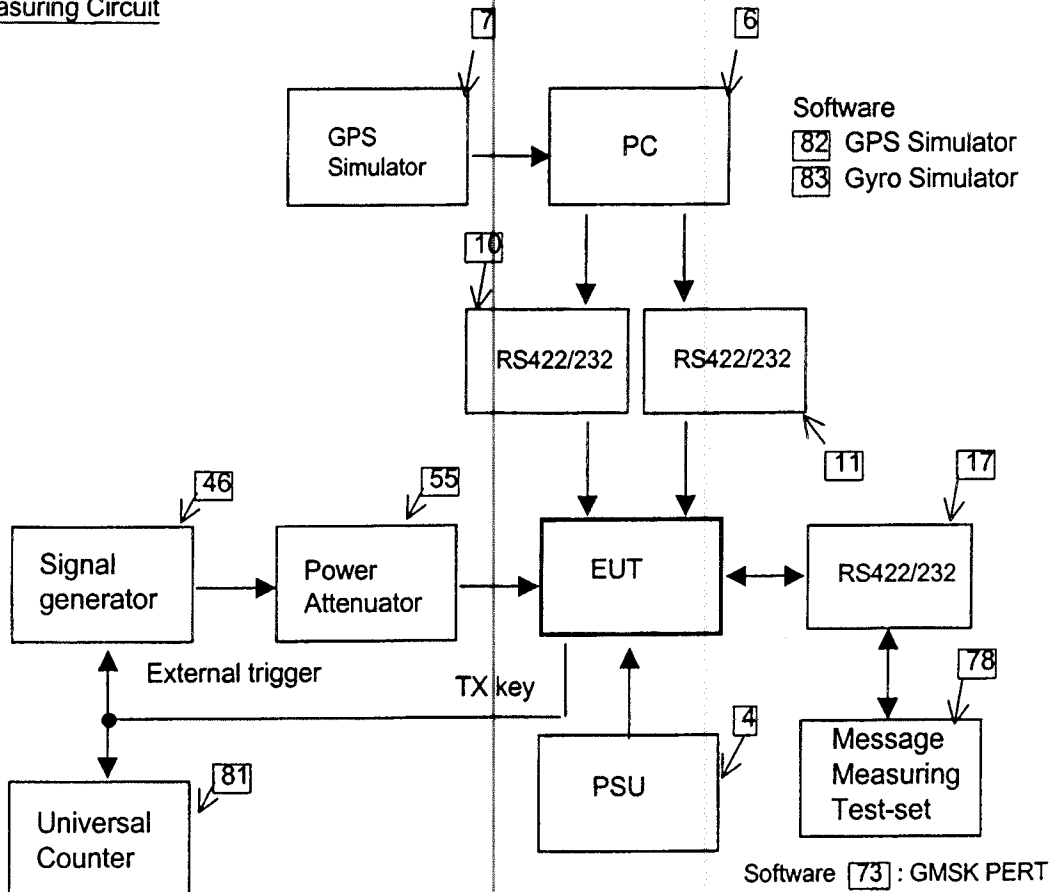 asuring Circuit
7
6
GPS
Simulator
PC
Software
82 GPS Simulator
83 Gyro Simulator
10
RS422/232
RS422/232
11
46
55
17
Signal
generator
Power
Attenuator
EUT
RS422/232
External trigger
TX key
78
4
81
Universal
Counter
PSU
Message
Measuring
Test-set
Software 73 : GMSK PERT